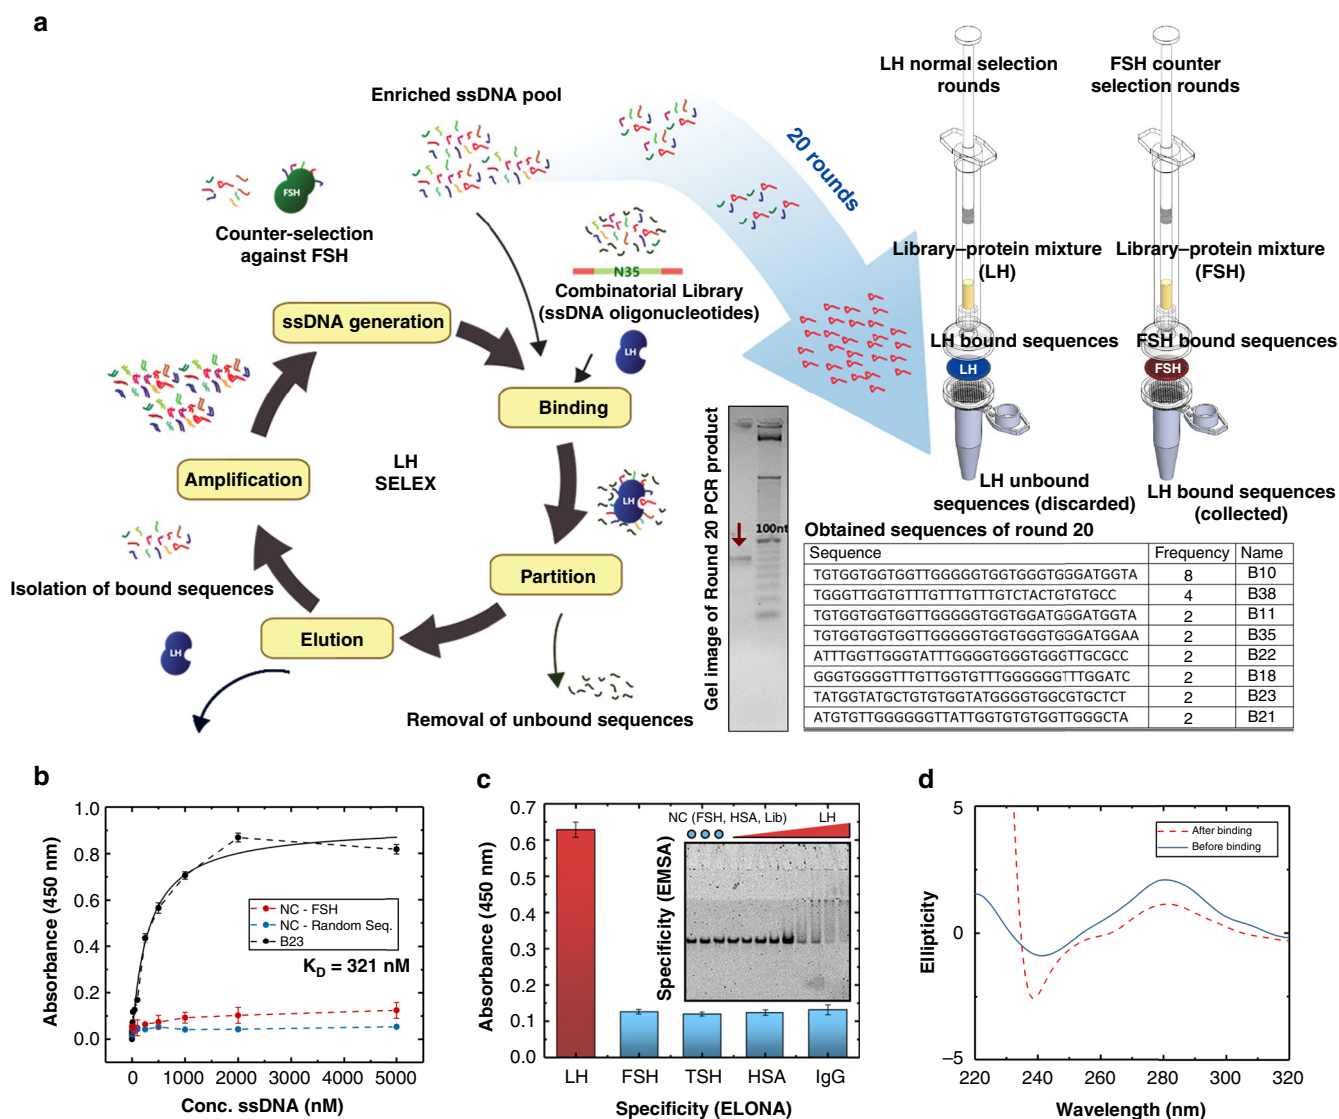 a
Enriched ssDNA pool
20 rounds
LH normal selection
rounds
FSH counter
selection rounds
FSH
Counter-selection
against FSH
N35
Combinatorial Library
(ssDNA oligonucleotides)
Library–protein mixture
(LH)
Library–protein mixture
(FSH)
ssDNA generation
LH
Binding
LH bound sequences
FSH bound sequences
LH
FSH
Amplification
LH
SELEX
LH
Partition
Isolation of bound sequences
Elution
LH
Removal of unbound sequences
Gel image of Round 20 PCR product
100nt
LH unbound
sequences (discarded)
LH bound sequences
(collected)
Obtained sequences of round 20
Sequence Frequency Name
TGTGGTGGTGGTTGGGGGTGGTGGGTGGGATGGTA 8 B10
TGGGTTGGTGTTTGTTTGTTTGTCTACTGTGTGCC 4 B38
TGTGGTGGTGGTTGGGGGTGGTGGATGGGATGGTA 2 B11
TGTGGTGGTGGTTGGGGGTGGTGGGTGGGATGGAA 2 B35
ATTTGGTTGGGTATTTGGGGTGGGTGGGTTGCGCC 2 B22
GGGTGGGGTTTGTTGGTGTTTGGGGGGTTTGGATC 2 B18
TATGGTATGCTGTGTGGTATGGGGTGGCGTGCTCT 2 B23
ATGTGTTGGGGGGTTATTGGTGTGTGGTTGGGCTA 2 B21
b
Absorbance (450 nm)
1.0
0.8
0.6
0.4
0.2
0.0
NC - FSH
NC - Random Seq.
B23
K_D = 321 nM
0 1000 2000 3000 4000 5000
Conc. ssDNA (nM)
c
Absorbance (450 nm)
0.7
0.6
0.5
0.4
0.3
0.2
0.1
0.0
NC (FSH, HSA, Lib) LH
Specificity (EMSA)
LH FSH TSH HSA IgG
Specificity (ELONA)
d
Ellipticity
5
0
–5
After binding
Before binding
220 240 260 280 300 320
Wavelength (nm)